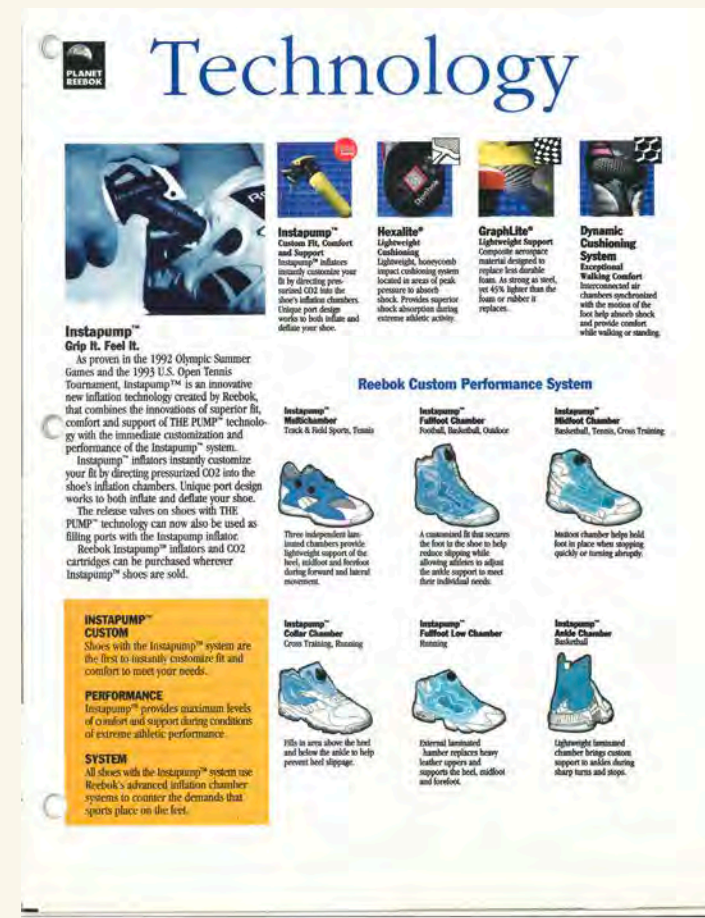 PLANET
REEBOK
Technology
Instapump™
Custom Fit, Comfort
and Support
Instapump™ inflators
instantly customize your
fit by directing pres-
surized CO2 into the
shoe's inflation chambers.
Unique port design
works to both inflate and
deflate your shoe.
Hexalite®
Lightweight
Cushioning
Lightweight, honeycomb
impact cushioning system
located in areas of peak
pressure to absorb
shock. Provides superior
shock absorption during
extreme athletic activity.
GraphLite®
Lightweight Support
Composite aerospace
material designed to
replace less durable
foam. As strong as steel,
yet 45% lighter than the
foam or rubber it
replaces.
Dynamic
Cushioning
System
Exceptional
Walking Comfort
Interconnected air
chambers synchronized
with the motion of the
foot help absorb shock
and provide comfort
while walking or standing.
Instapump™
Grip It. Feel It.
As proven in the 1992 Olympic Summer
Games and the 1993 U.S. Open Tennis
Tournament, Instapump™ is an innovative
new inflation technology created by Reebok,
that combines the innovations of superior fit,
comfort and support of THE PUMP™ technolo-
gy with the immediate customization and
performance of the Instapump™ system.
Instapump™ inflators instantly customize
your fit by directing pressurized CO2 into the
shoe's inflation chambers. Unique port design
works to both inflate and deflate your shoe.
The release valves on shoes with THE
PUMP™ technology can now also be used as
filling ports with the Instapump inflator.
Reebok Instapump™ inflators and CO2
cartridges can be purchased wherever
Instapump™ shoes are sold.
INSTAPUMP™
CUSTOM
Shoes with the Instapump™ system are
the first to instantly customize fit and
comfort to meet your needs.
PERFORMANCE
Instapump™ provides maximum levels
of comfort and support during conditions
of extreme athletic performance.
SYSTEM
All shoes with the Instapump™ system use
Reebok's advanced inflation chamber
systems to counter the demands that
sports place on the feet.
Reebok Custom Performance System
Instapump™
Multichamber
Track & Field Sports, Tennis
Three independent lam-
inated chambers provide
lightweight support of the
heel, midfoot and forefoot
during forward and lateral
movement.
Instapump™
Fullfoot Chamber
Football, Basketball, Outdoor
A customized fit that secures
the foot in the shoe to help
reduce slipping while
allowing athletes to adjust
the ankle support to meet
their individual needs.
Instapump™
Midfoot Chamber
Basketball, Tennis, Cross Training
Midfoot chamber helps hold
foot in place when stopping
quickly or turning abruptly.
Instapump™
Collar Chamber
Cross Training, Running
Fills in area above the heel
and below the ankle to help
prevent heel slippage.
Instapump™
Fullfoot Low Chamber
Running
External laminated
chamber replaces heavy
leather uppers and
supports the heel, midfoot
and forefoot.
Instapump™
Ankle Chamber
Basketball
Lightweight laminated
chamber brings custom
support to ankles during
sharp turns and stops.